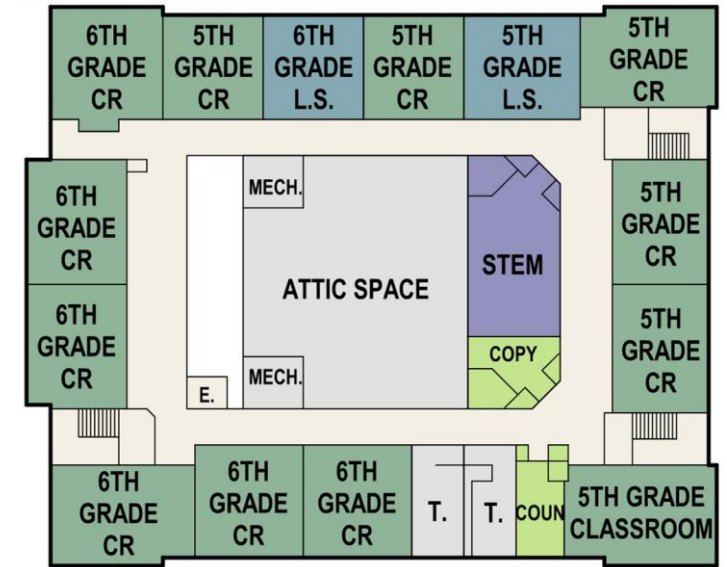 6TH
GRADE
CR
5TH
GRADE
CR
6TH
GRADE
L.S.
5TH
GRADE
CR
5TH
GRADE
L.S.
5TH
GRADE
CR
6TH
GRADE
CR
MECH.
ATTIC SPACE
STEM
5TH
GRADE
CR
6TH
GRADE
CR
MECH.
E.
COPY
5TH
GRADE
CR
6TH
GRADE
CR
6TH
GRADE
CR
6TH
GRADE
CR
T.
T.
COUN
5TH GRADE
CLASSROOM